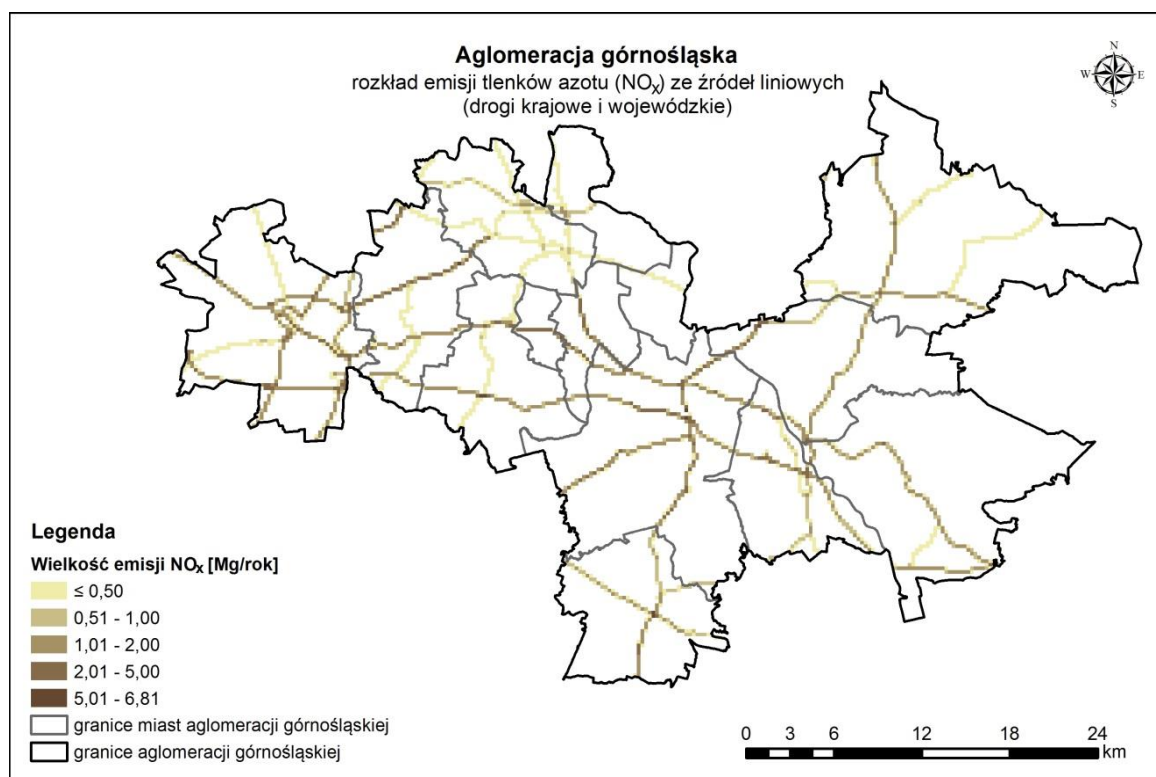 Aglomeracja górnośląska
rozkład emisji tlenków azotu (NOx) ze źródeł liniowych
(drogi krajowe i wojewódzkie)
N
W E
S
Legenda
Wielkość emisji NOx [Mg/rok]
≤ 0,50
0,51 - 1,00
1,01 - 2,00
2,01 - 5,00
5,01 - 6,81
granice miast aglomeracji górnośląskiej
granice aglomeracji górnośląskiej
0 3 6 12 18 24
km